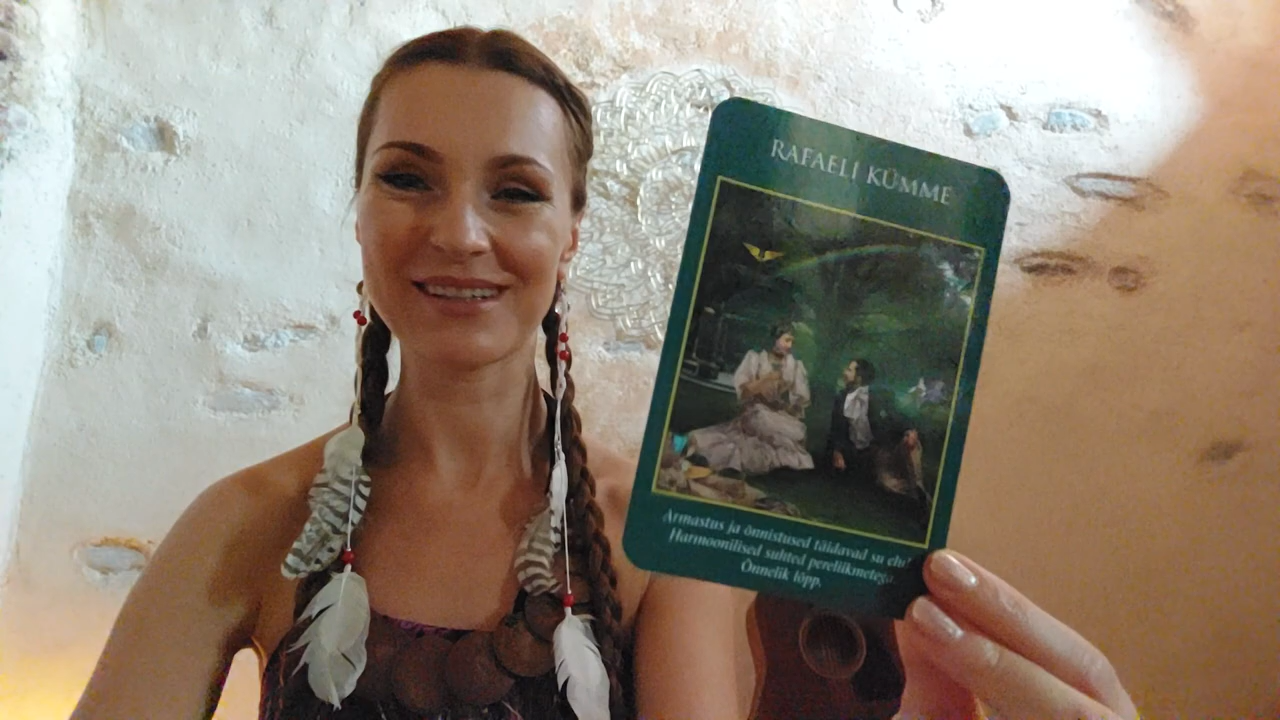 RAFAELI KÜMME
Armastus ja õnnistused täidavad su elu!
Harmoonilised suhted pereliikmetega.
Õnnelik lõpp.